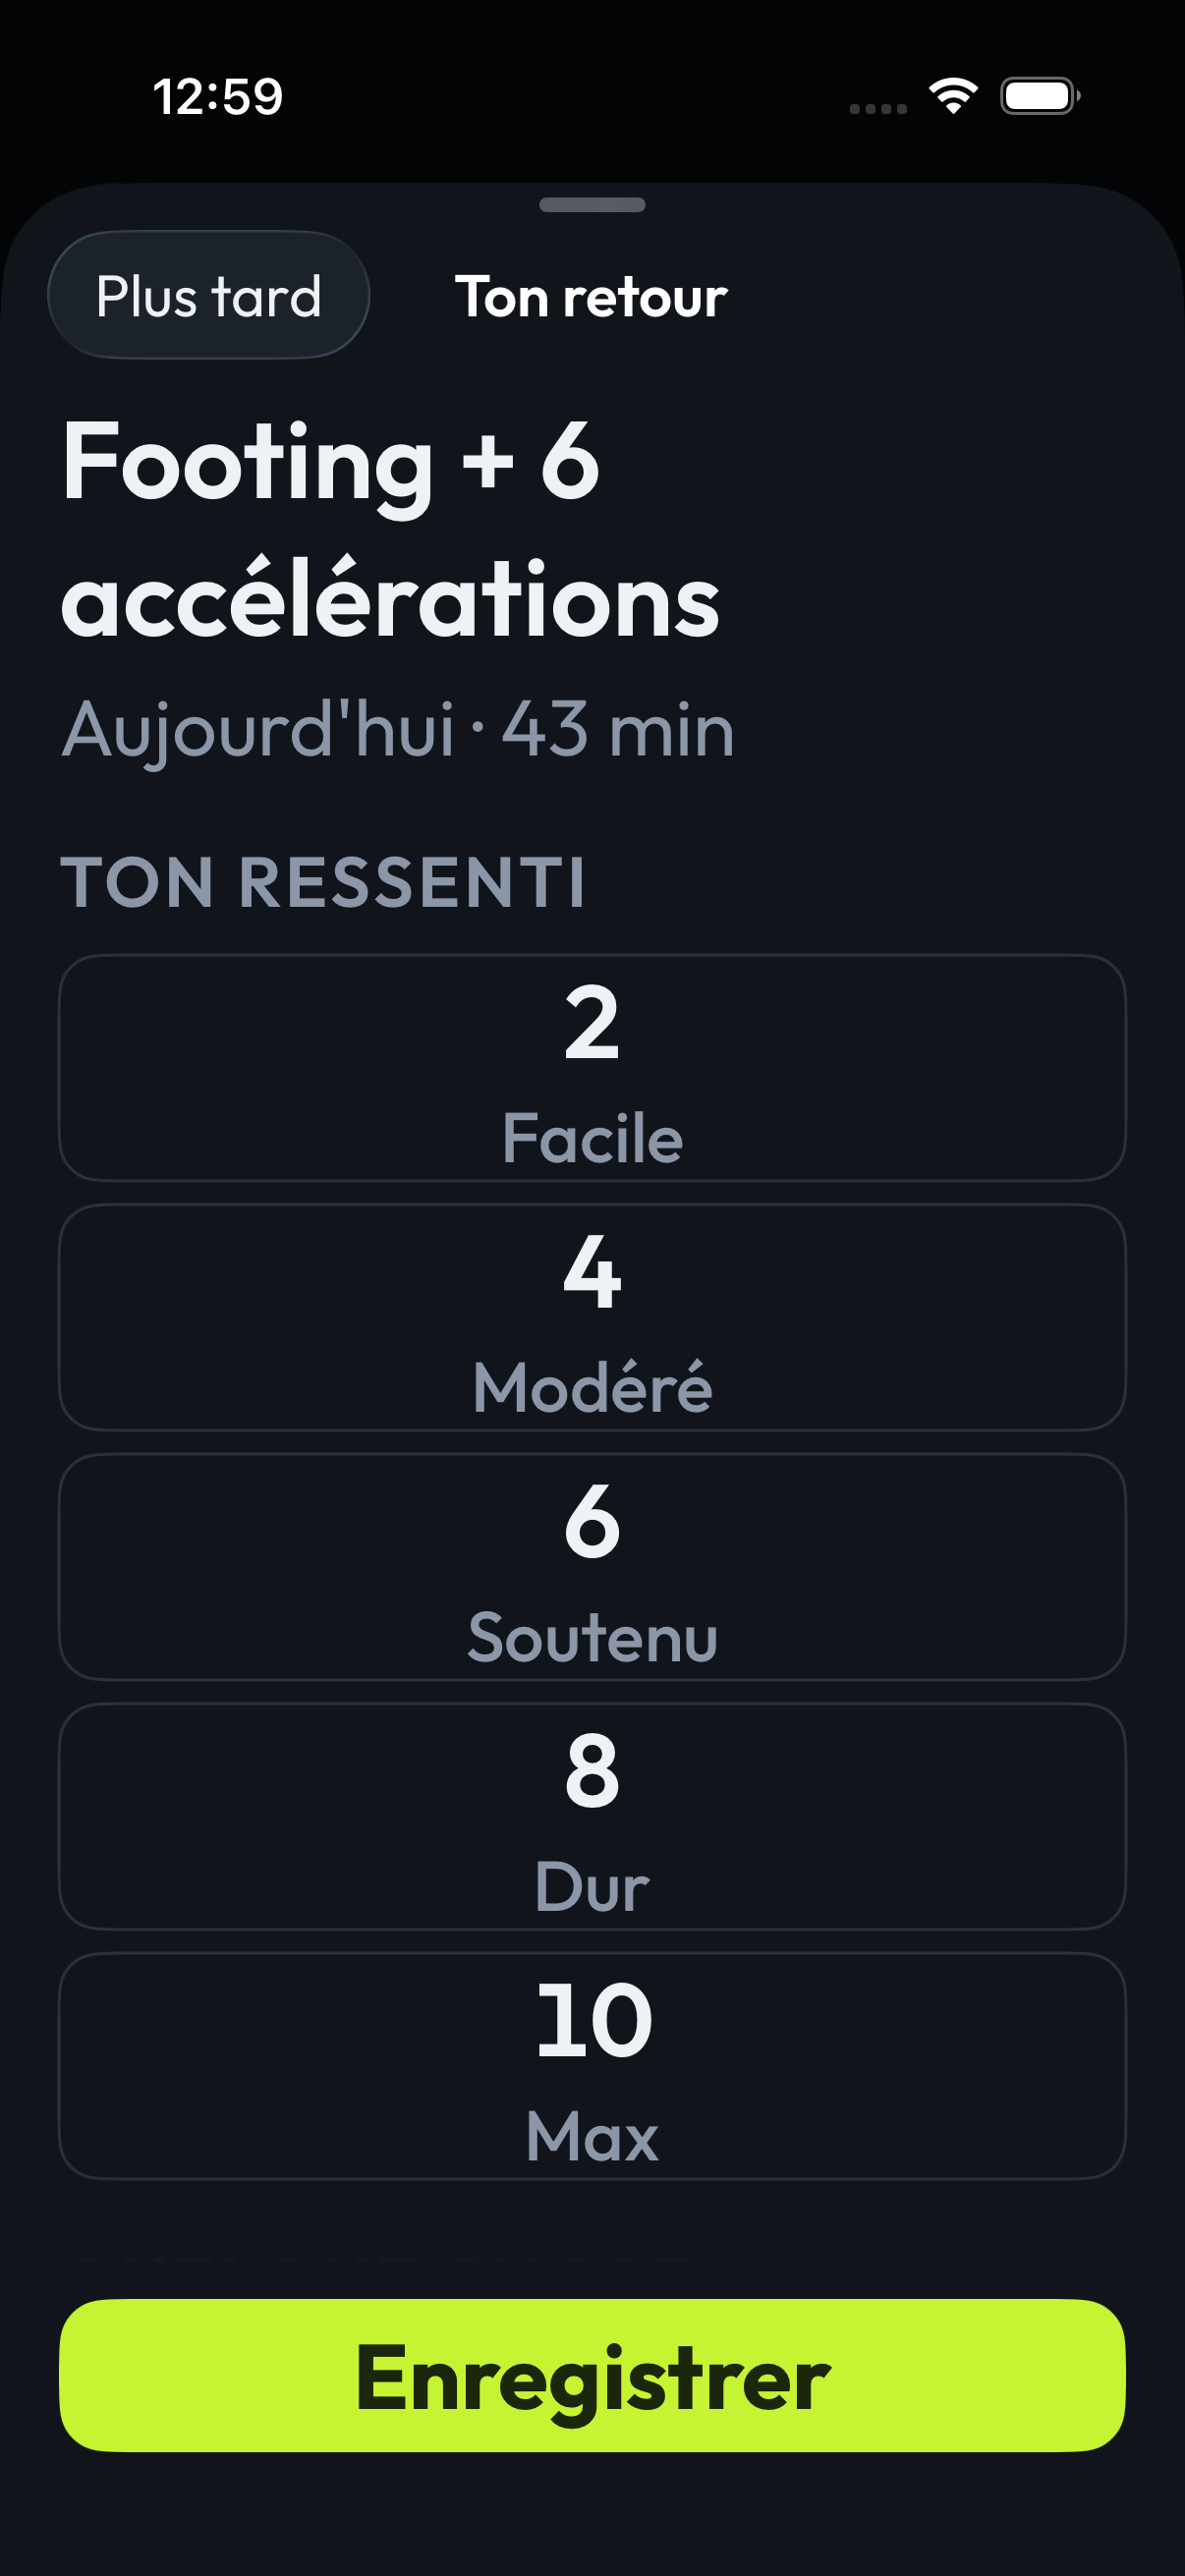 12:59
Plus tard
Ton retour
Footing + 6
accélérations
Aujourd'hui · 43 min
TON RESSENTI
2
Facile
4
Modéré
6
Soutenu
8
Dur
10
Max
Enregistrer